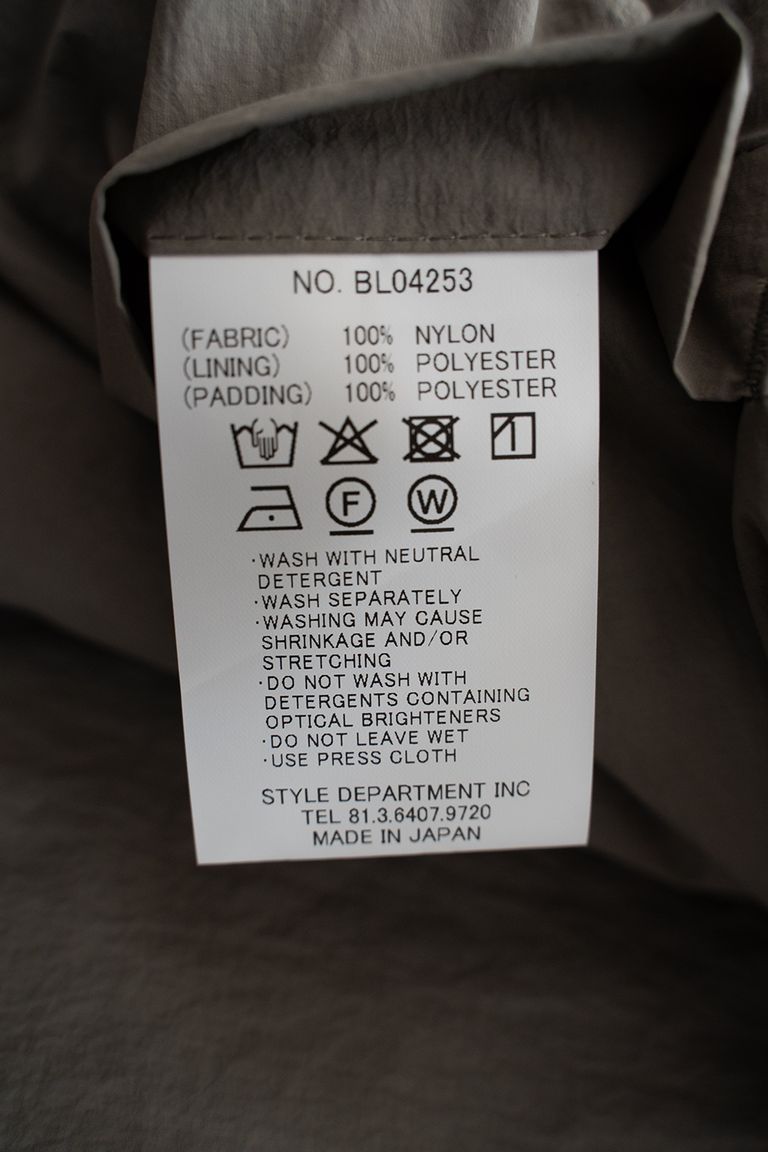 NO. BL04253
(FABRIC) 100% NYLON
(LINING) 100% POLYESTER
(PADDING) 100% POLYESTER
F W
·WASH WITH NEUTRAL
DETERGENT
·WASH SEPARATELY
·WASHING MAY CAUSE
SHRINKAGE AND/OR
STRETCHING
·DO NOT WASH WITH
DETERGENTS CONTAINING
OPTICAL BRIGHTENERS
·DO NOT LEAVE WET
·USE PRESS CLOTH
STYLE DEPARTMENT INC
TEL 81.3.6407.9720
MADE IN JAPAN